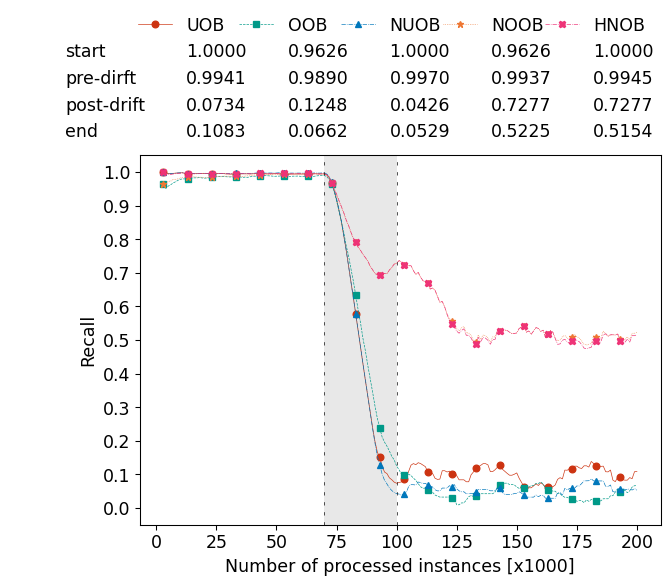 UOB OOB NUOB NOOB HNOB
start 1.0000 0.9626 1.0000 0.9626 1.0000
pre-dirft 0.9941 0.9890 0.9970 0.9937 0.9945
post-drift 0.0734 0.1248 0.0426 0.7277 0.7277
end 0.1083 0.0662 0.0529 0.5225 0.5154
1.0
0.9
0.8
0.7
0.6
0.5
0.4
0.3
0.2
0.1
0.0
Recall
0 25 50 75 100 125 150 175 200
Number of processed instances [x1000]